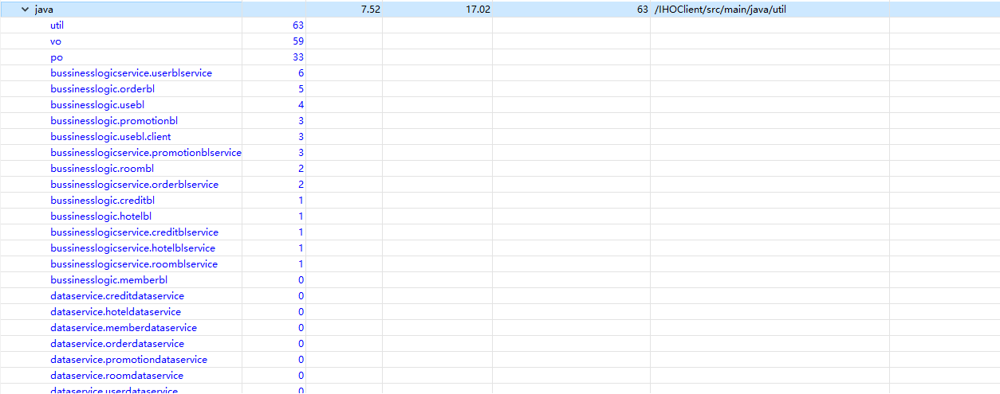 java 7.52 17.02 63 /IHOClient/src/main/java/util
util 63
vo 59
po 33
bussinesslogicservice.userblservice 6
bussinesslogic.orderbl 5
bussinesslogic.usebl 4
bussinesslogic.promotionbl 3
bussinesslogic.usebl.client 3
bussinesslogicservice.promotionblservice 3
bussinesslogic.roombl 2
bussinesslogicservice.orderblservice 2
bussinesslogic.creditbl 1
bussinesslogic.hotelbl 1
bussinesslogicservice.creditblservice 1
bussinesslogicservice.hotelblservice 1
bussinesslogicservice.roomblservice 1
bussinesslogic.memberbl 0
dataservice.creditdataservice 0
dataservice.hoteldataservice 0
dataservice.memberdataservice 0
dataservice.orderdataservice 0
dataservice.promotiondataservice 0
dataservice.roomdataservice 0
dataservice.userdataservice 0